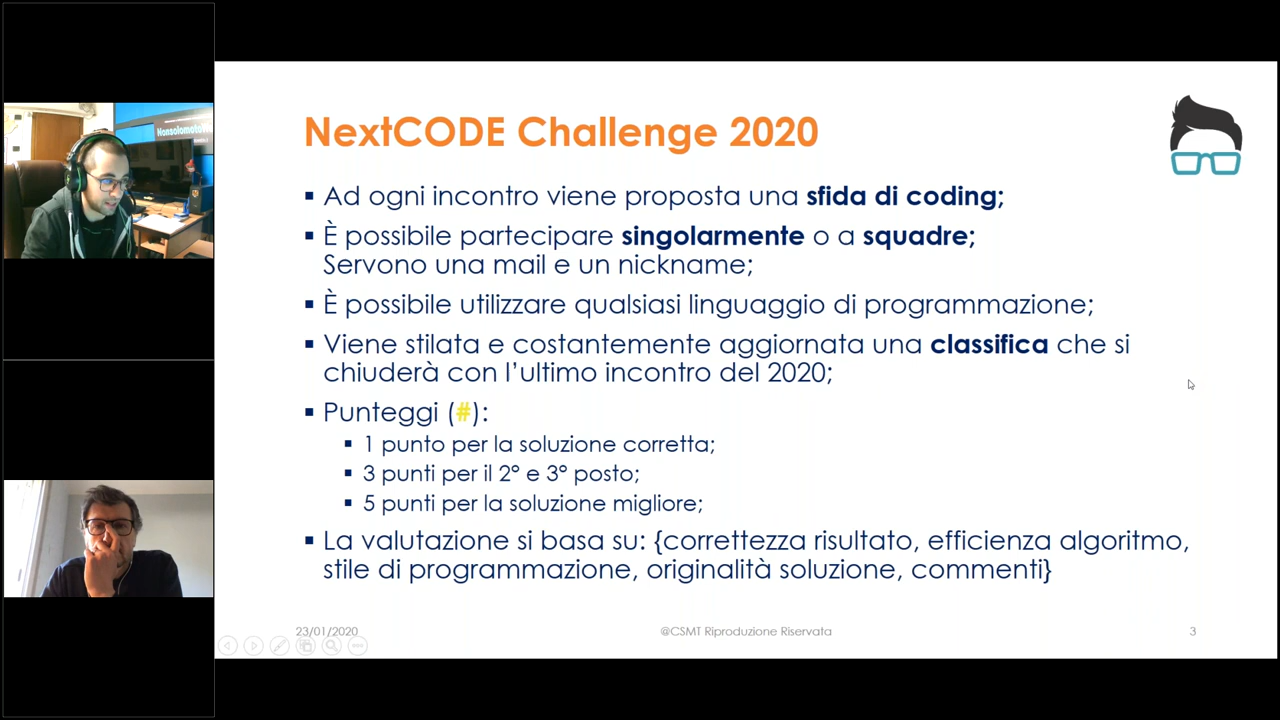 NextCODE Challenge 2020
▪ Ad ogni incontro viene proposta una sfida di coding;
▪ È possibile partecipare singolarmente o a squadre;
Servono una mail e un nickname;
▪ È possibile utilizzare qualsiasi linguaggio di programmazione;
▪ Viene stilata e costantemente aggiornata una classifica che si
chiuderà con l'ultimo incontro del 2020;
▪ Punteggi (#):
▪ 1 punto per la soluzione corretta;
▪ 3 punti per il 2° e 3° posto;
▪ 5 punti per la soluzione migliore;
▪ La valutazione si basa su: {correttezza risultato, efficienza algoritmo,
stile di programmazione, originalità soluzione, commenti}
23/01/2020
@CSMT Riproduzione Riservata
3